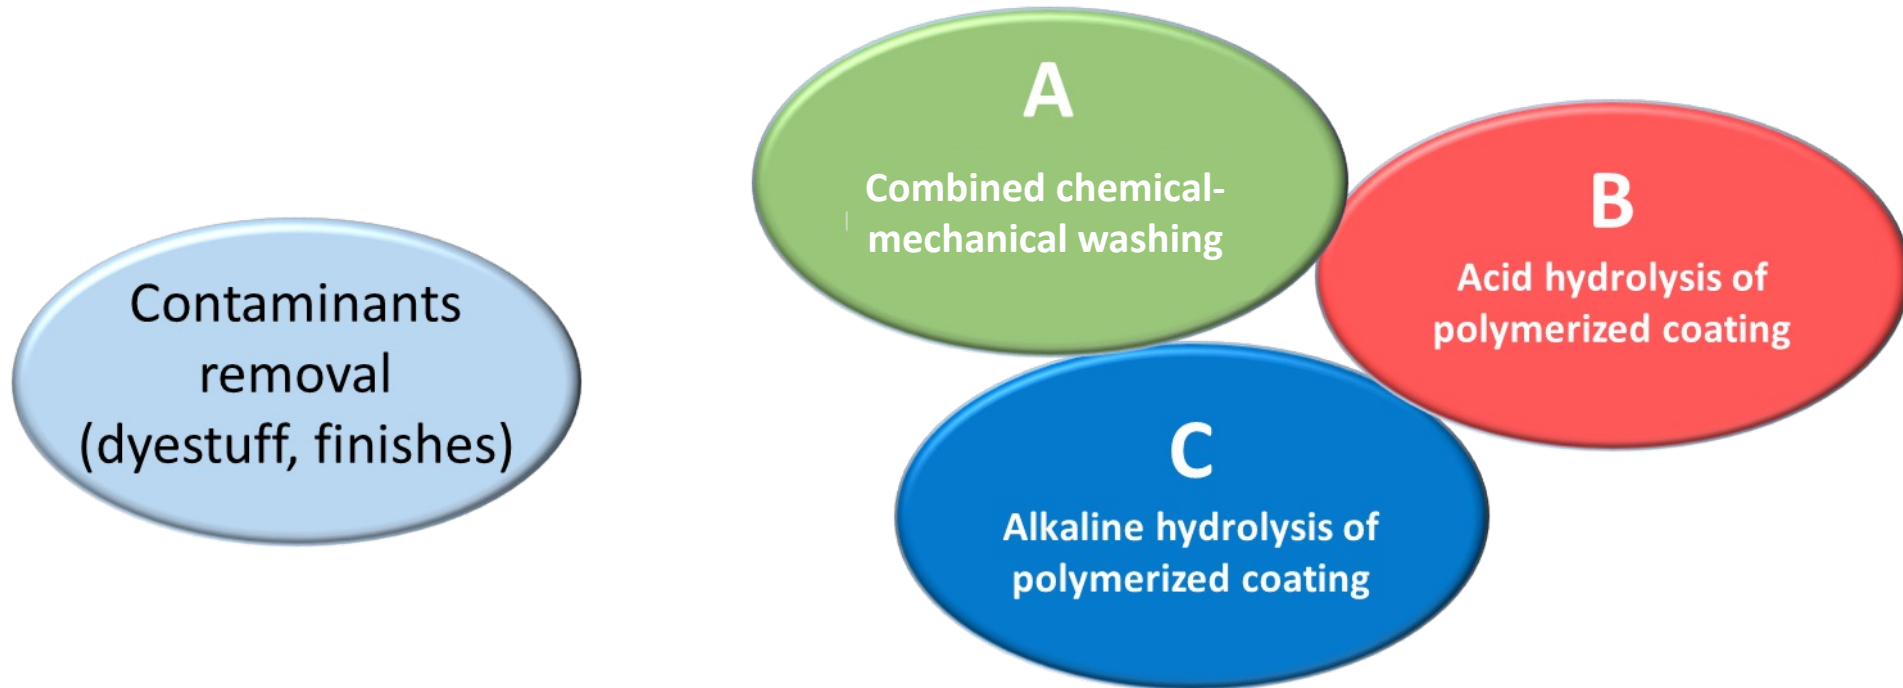 Contaminants
removal
(dyestuff, finishes)
A
Combined chemical-
mechanical washing
B
Acid hydrolysis of
polymerized coating
C
Alkaline hydrolysis of
polymerized coating